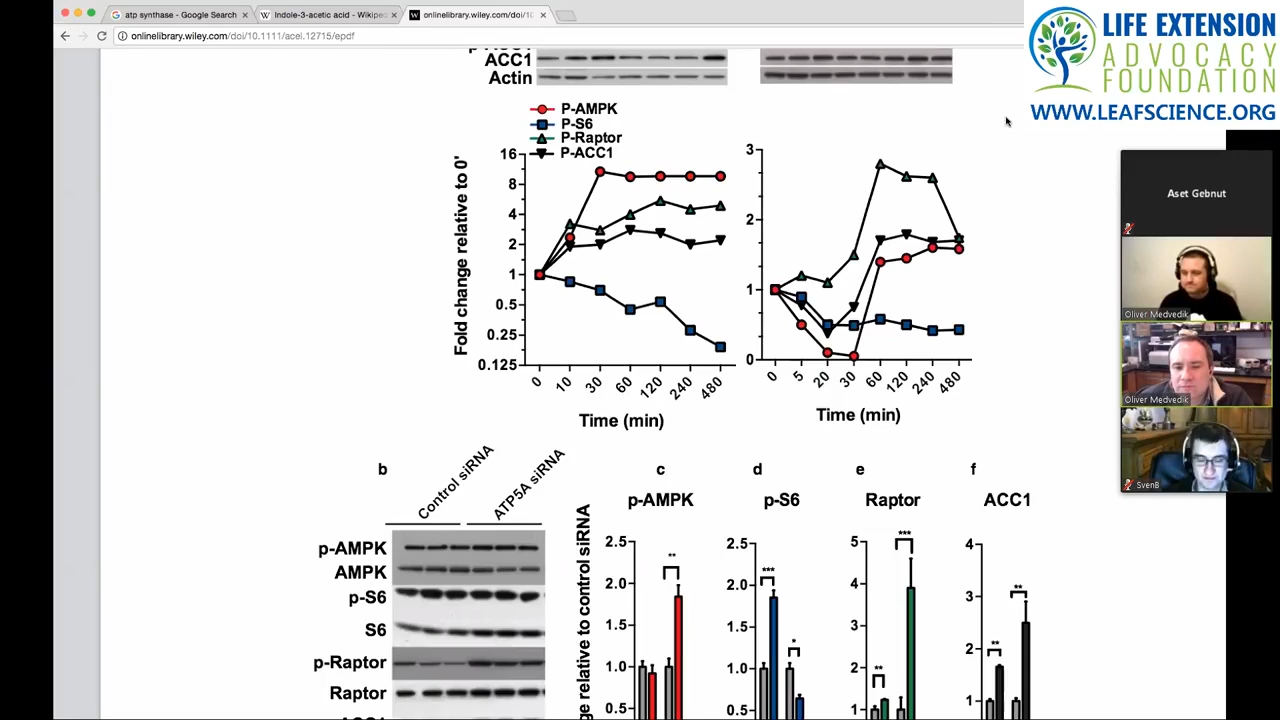 atp synthase - Google Search
Indole-3-acetic acid - Wikipe
onlinelibrary.wiley.com/doi/10
onlinelibrary.wiley.com/doi/10.1111/acel.12715/epdf
LIFE EXTENSION
ADVOCACY
FOUNDATION
WWW.LEAFSCIENCE.ORG
ACC1
Actin
P-AMPK
P-S6
P-Raptor
P-ACC1
Fold change relative to 0'
16
8
4
2
1
0.5
0.25
0.125
0 10 30 60 120 240 480
Time (min)
3
2
1
0
0 5 20 30 60 120 240 480
Time (min)
Aset Gebnut
Oliver Medvedik
Oliver Medvedik
SvenB
b
Control siRNA
ATP5A siRNA
p-AMPK
AMPK
p-S6
S6
p-Raptor
Raptor
c
p-AMPK
ge relative to control siRNA
2.5
2.0
1.5
1.0
0.5
**
d
p-S6
2.5
2.0
1.5
1.0
0.5
***
*
e
Raptor
5
4
3
2
1
**
***
f
ACC1
4
3
2
1
**
**